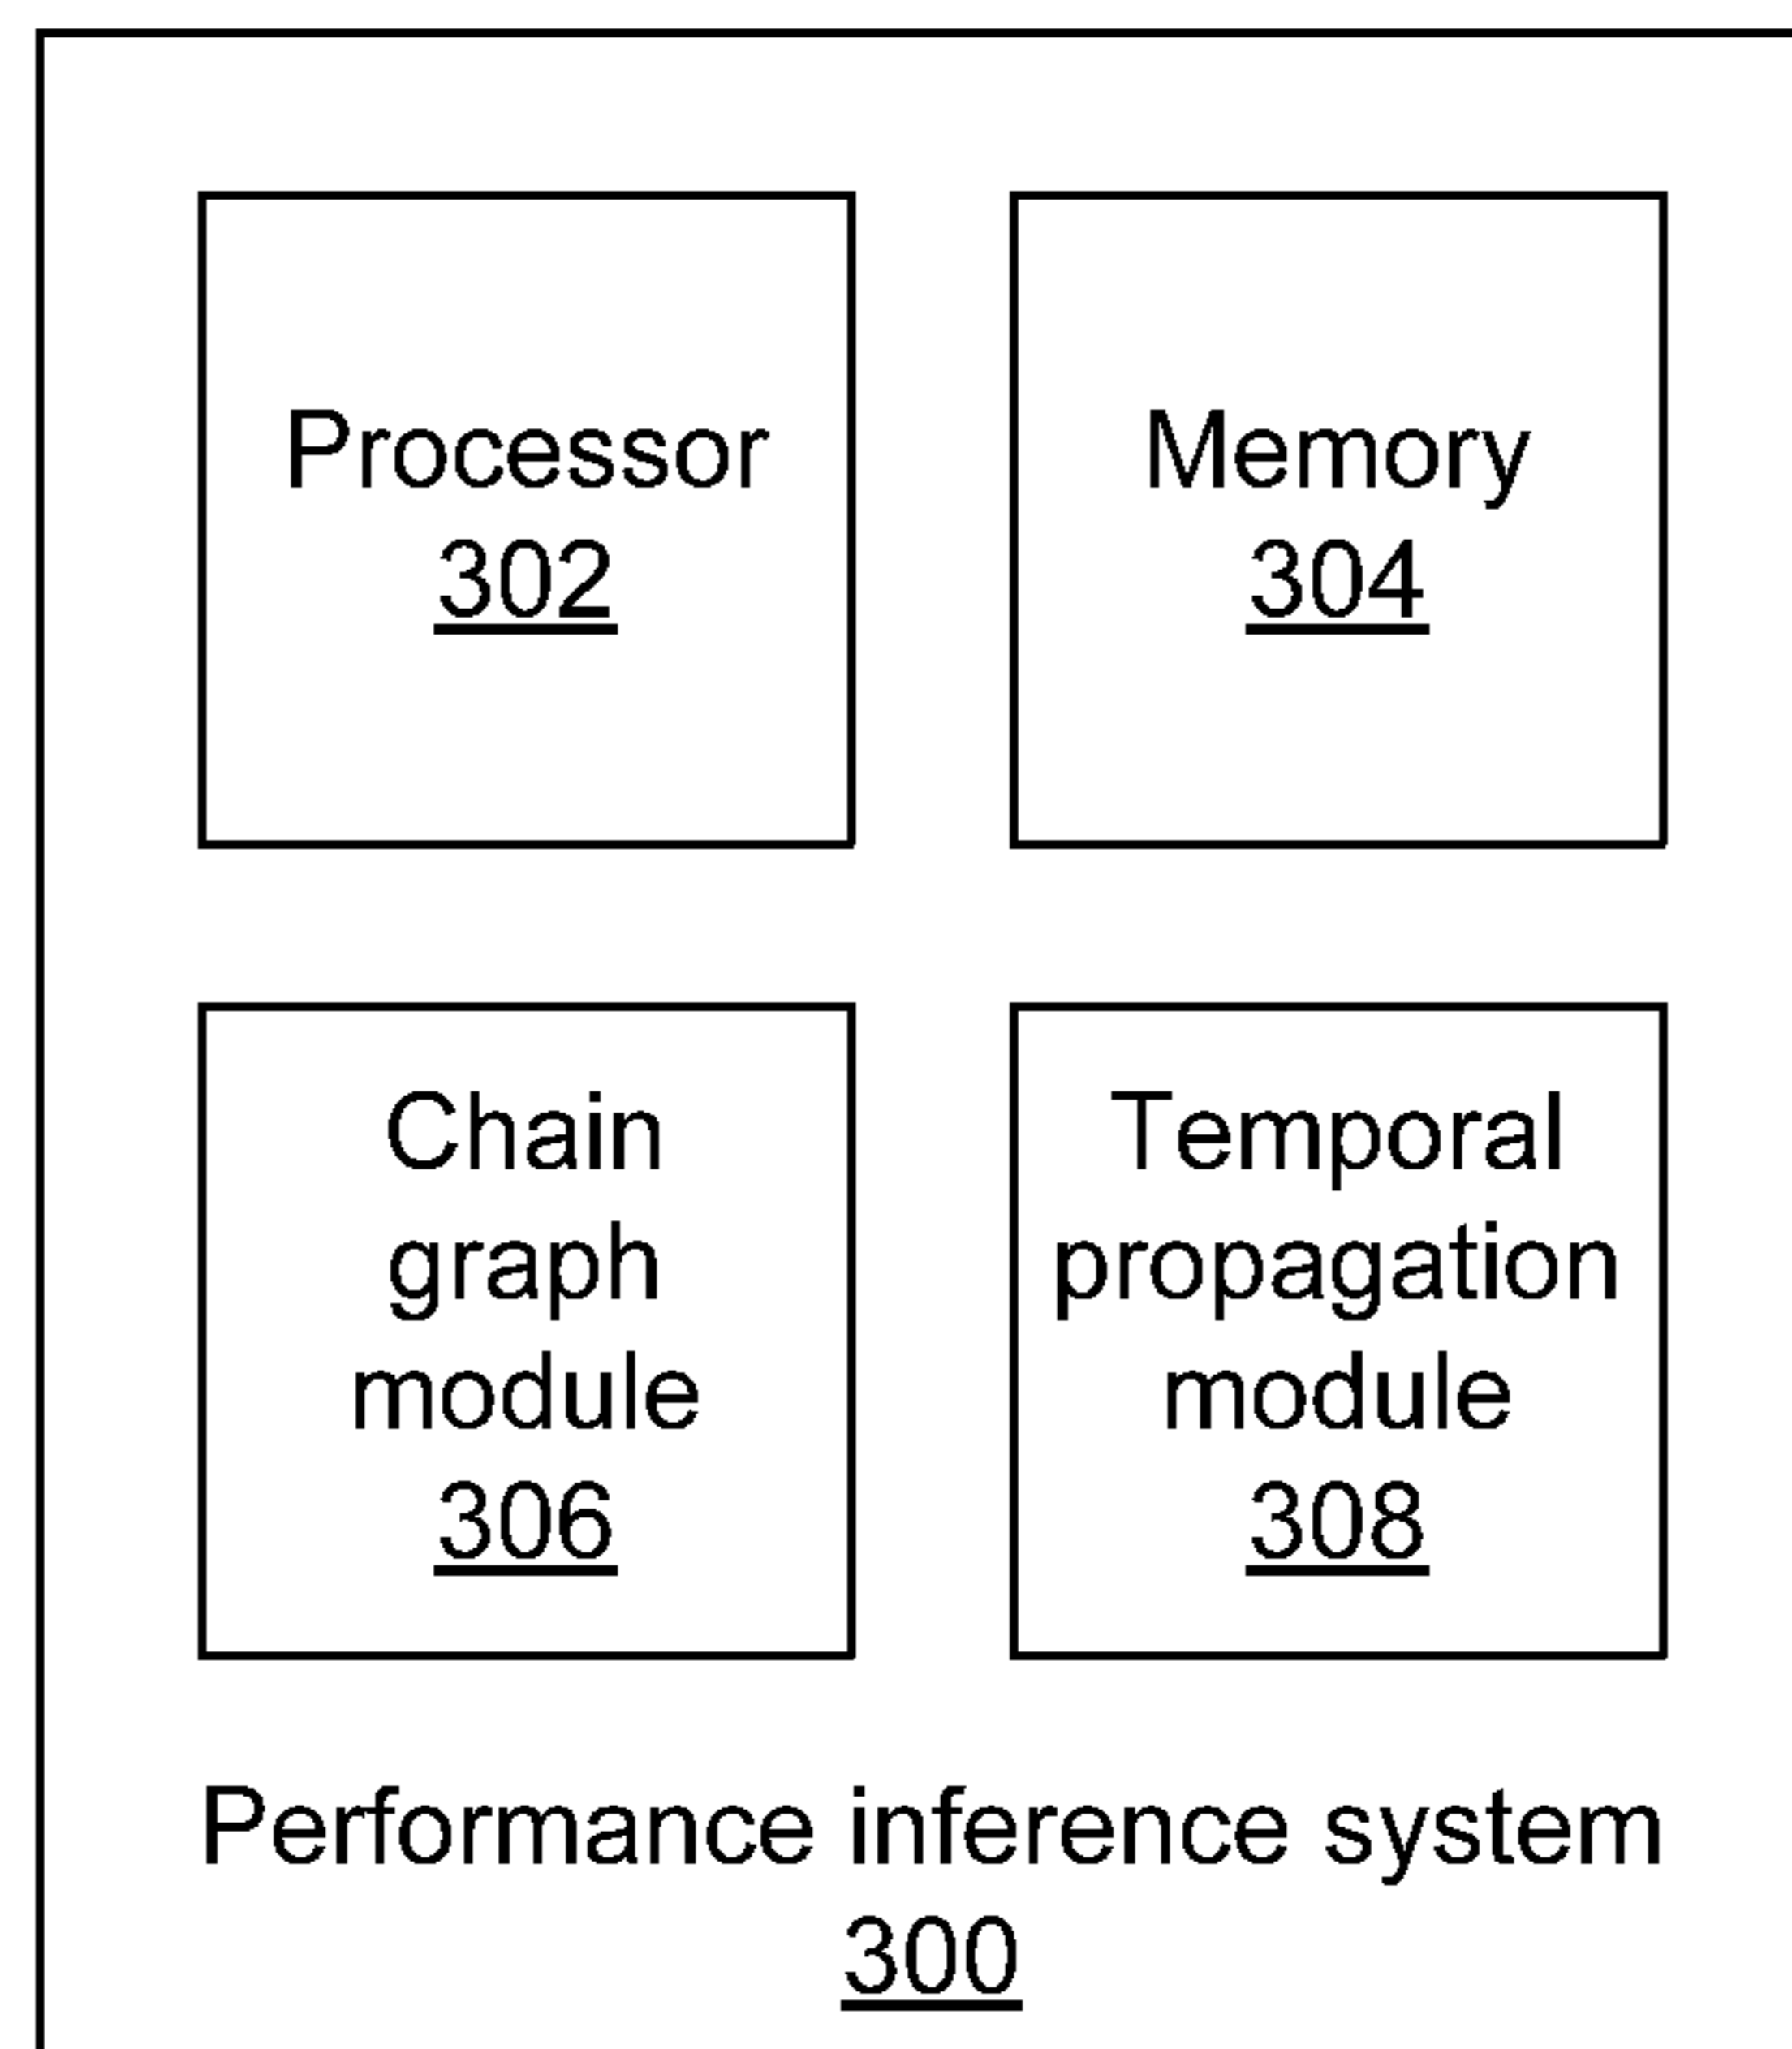 Processor
302
Memory
304
Chain
graph
module
306
Temporal
propagation
module
308
Performance inference system
300